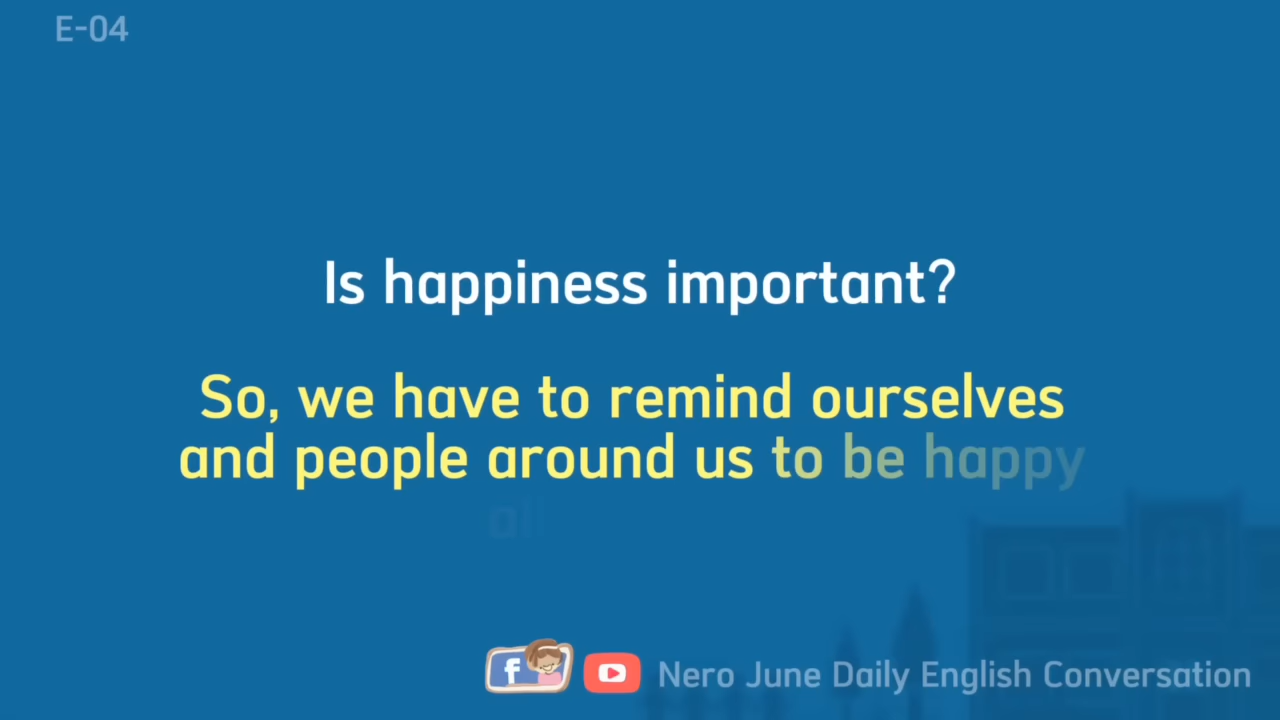 E-04
Is happiness important?
So, we have to remind ourselves
and people around us to be happy
all
Nero June Daily English Conversation